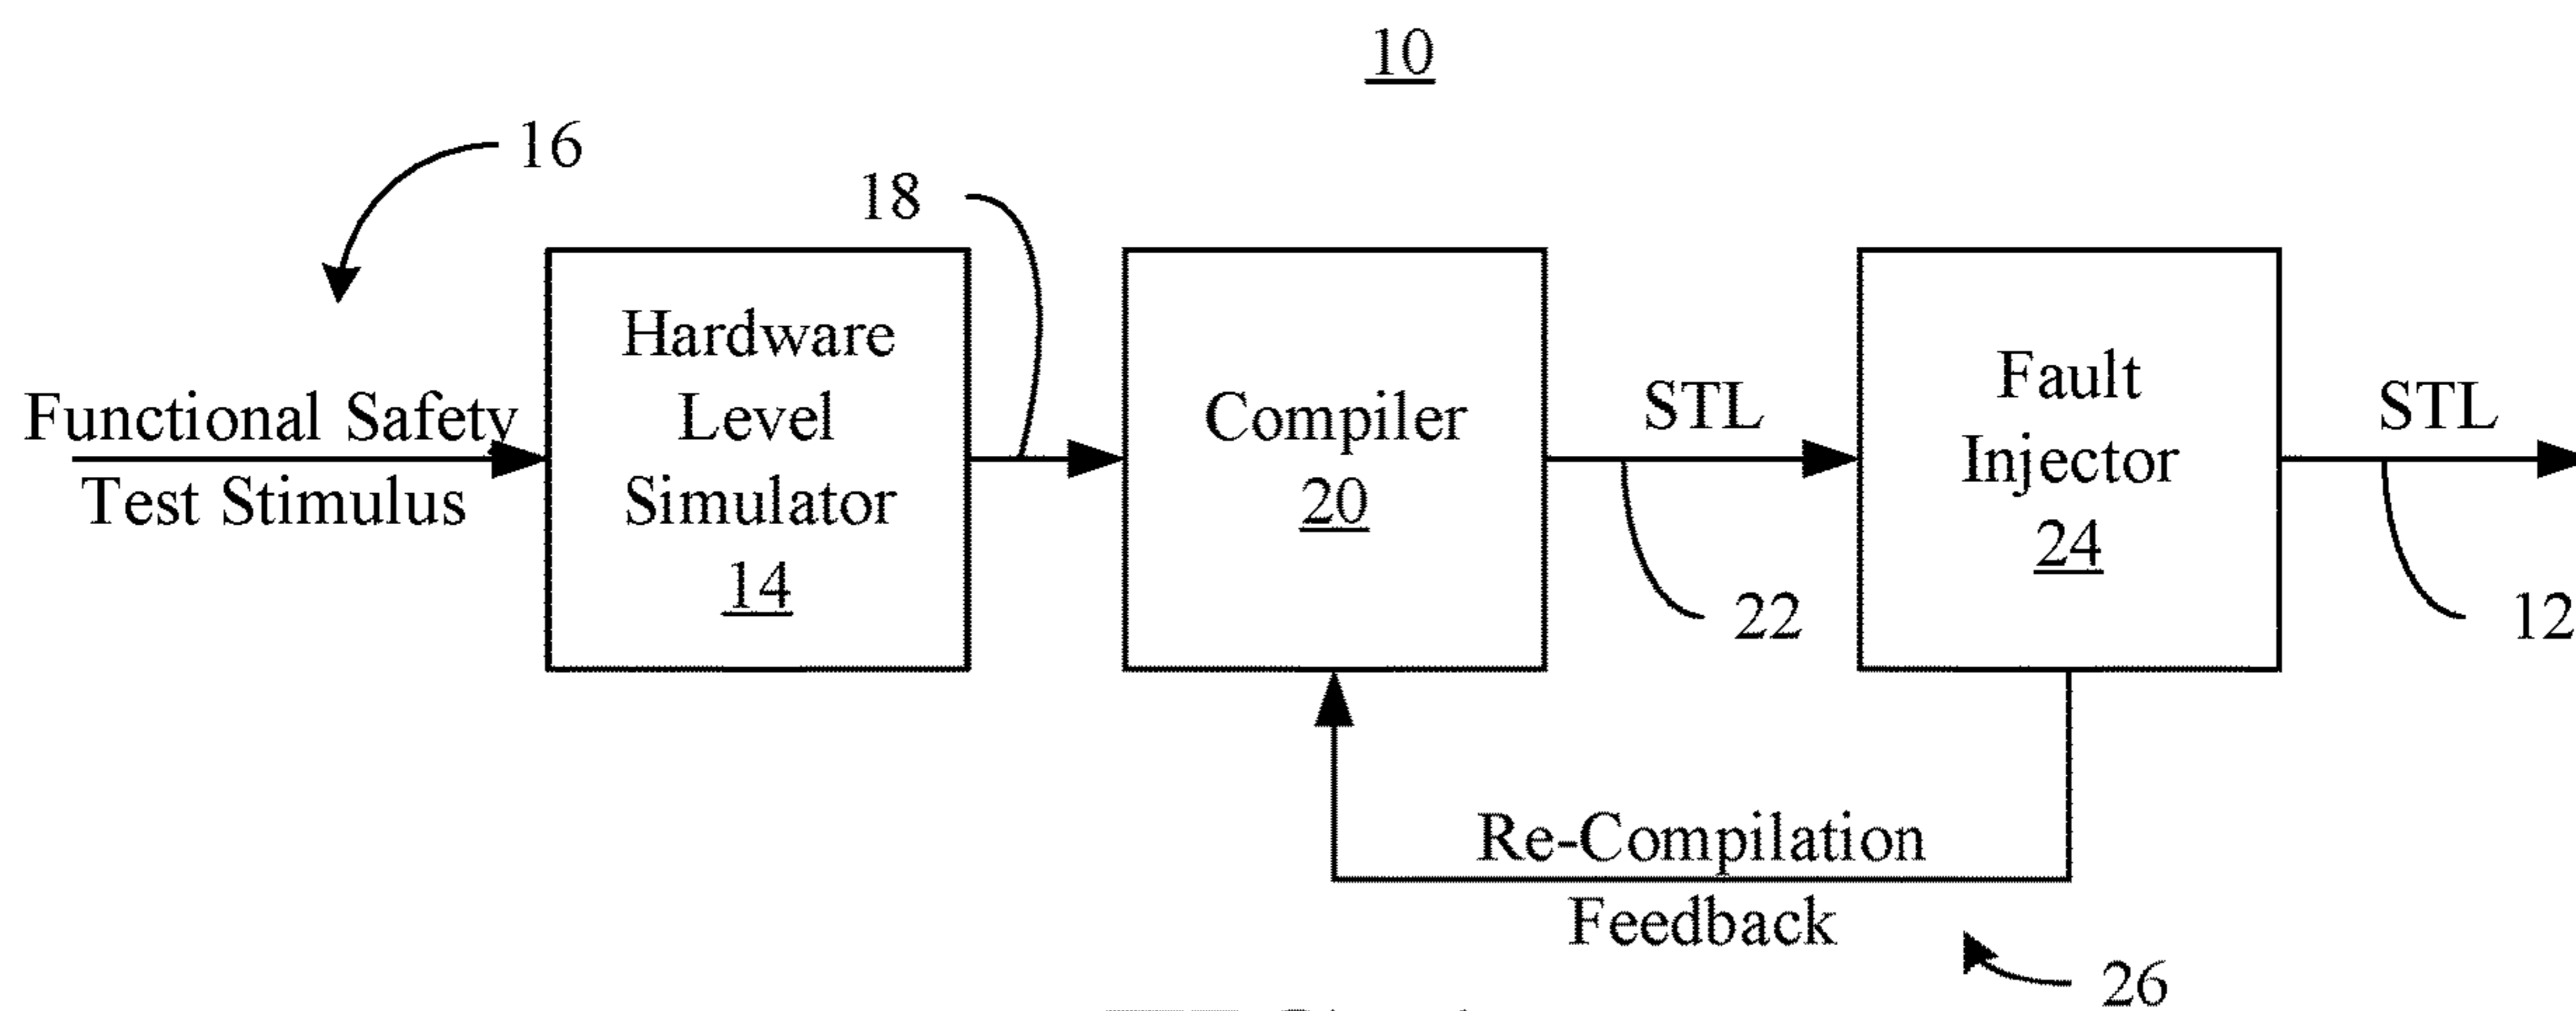 10
16
18
Functional Safety
Test Stimulus
Hardware
Level
Simulator
14
Compiler
20
STL
22
Fault
Injector
24
STL
12
Re-Compilation
Feedback
26